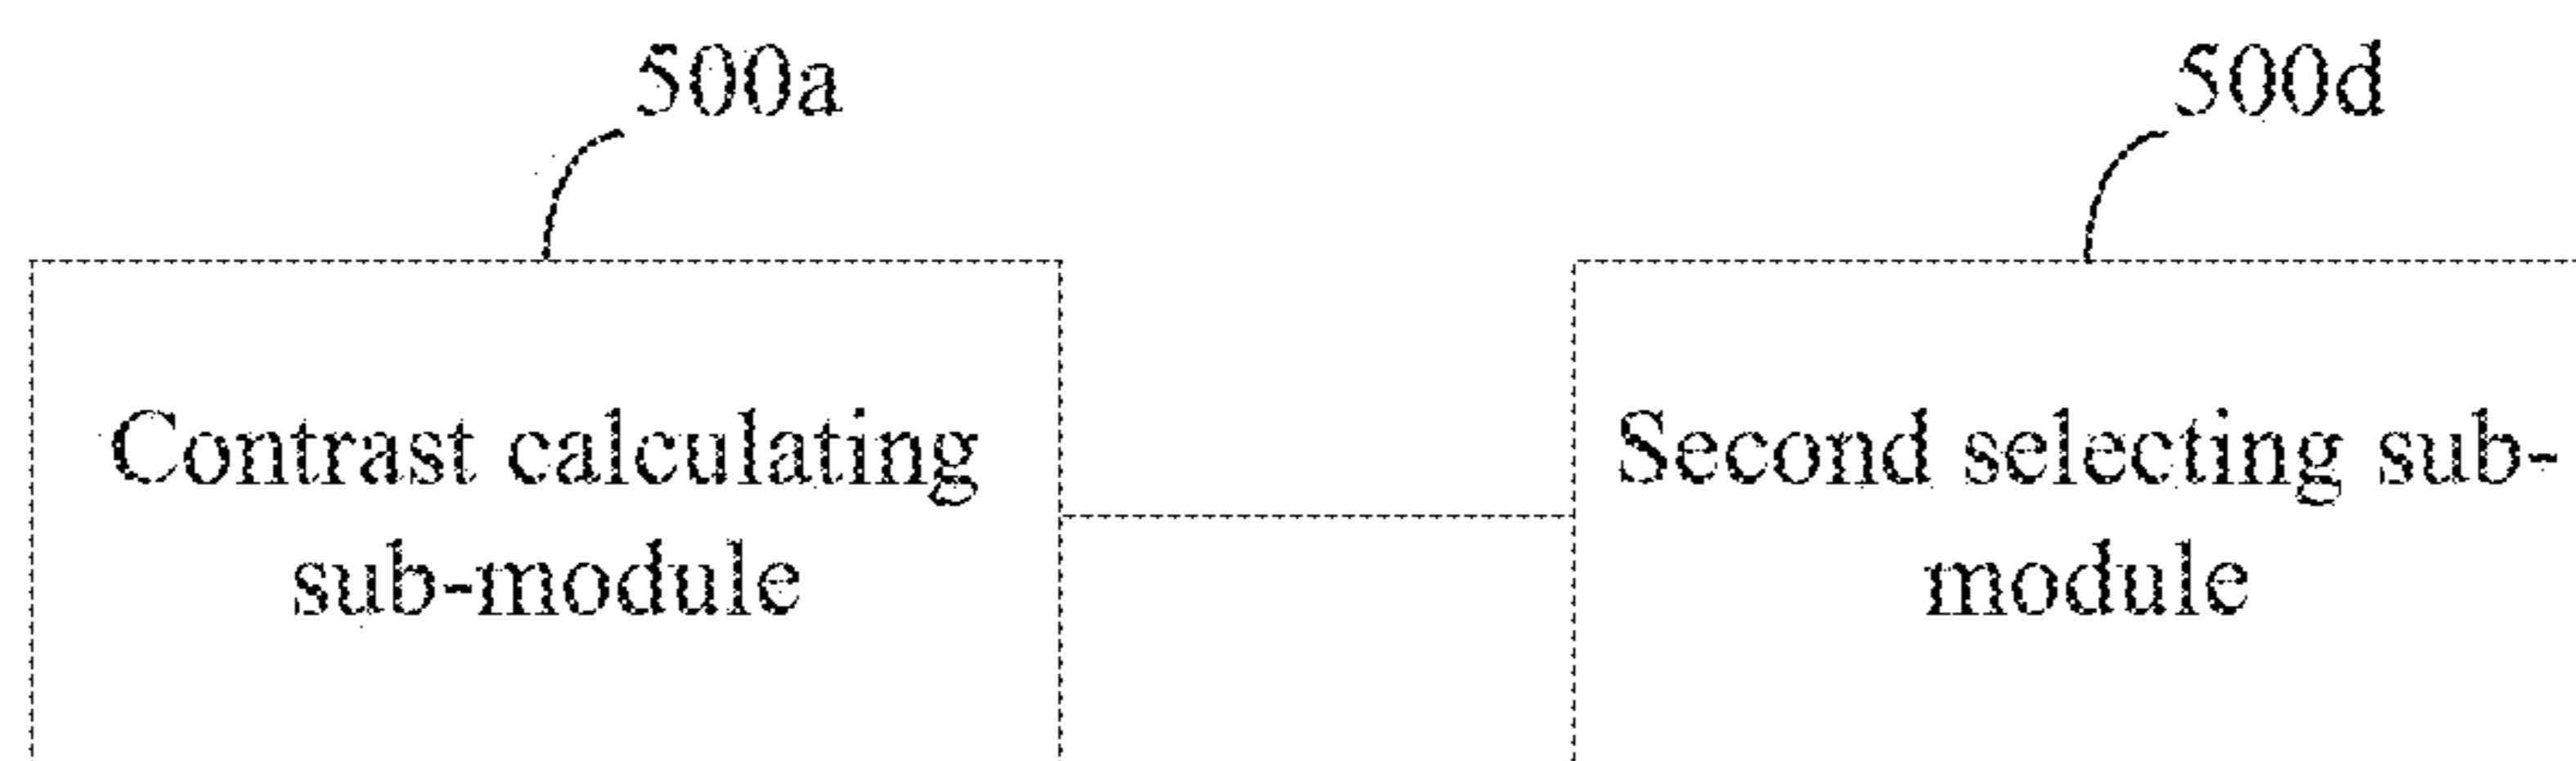 500a
500d
Contrast calculating
sub-module
Second selecting sub-
module